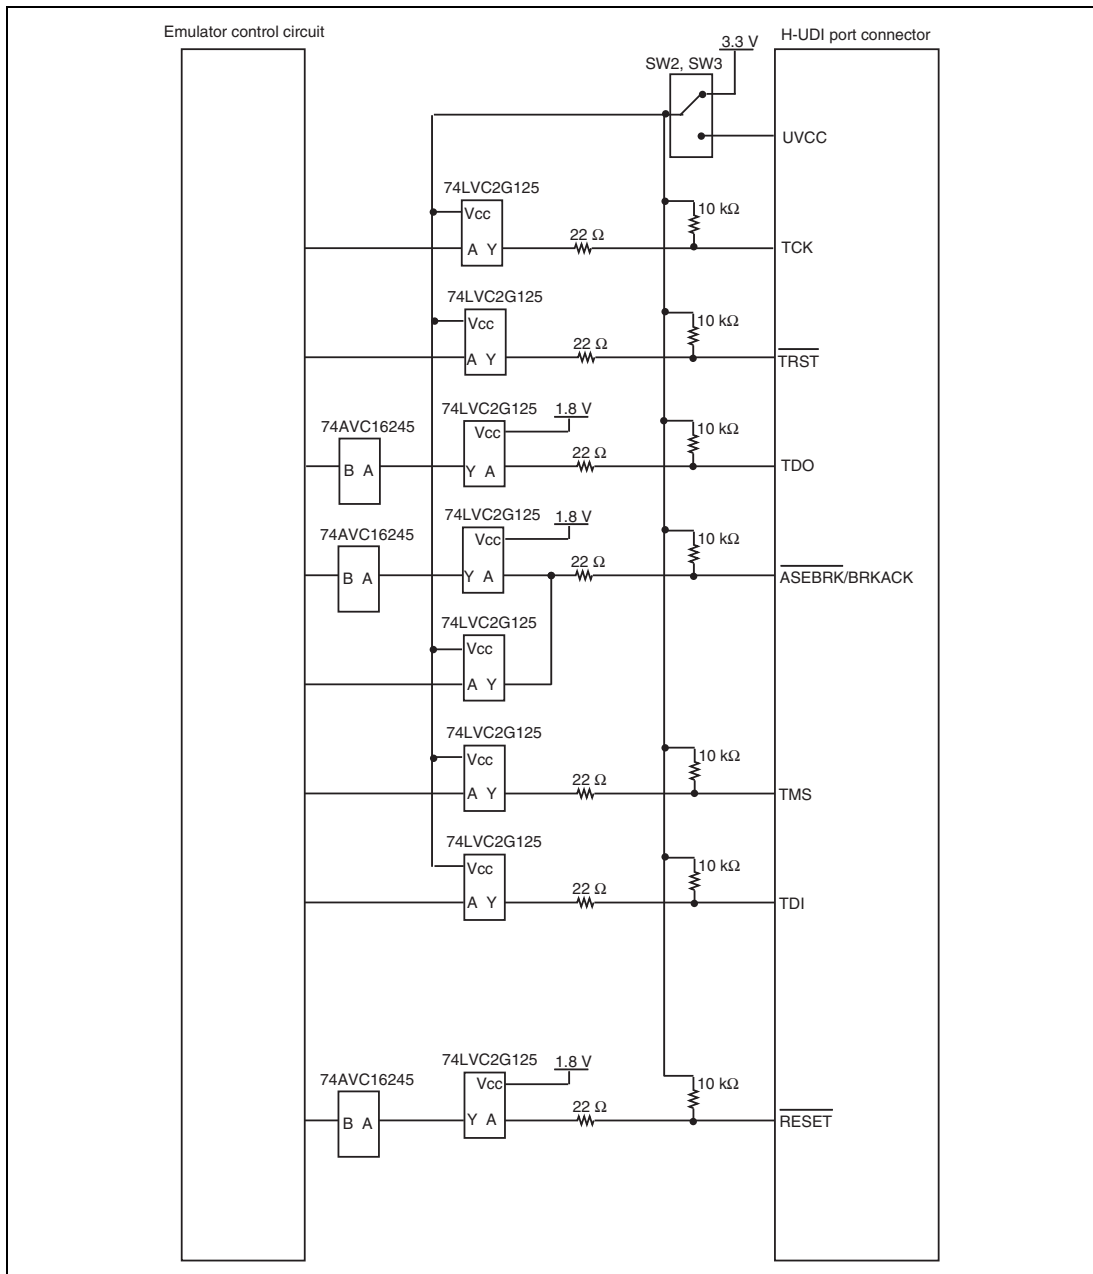 Emulator control circuit
H-UDI port connector
3.3 V
SW2, SW3
UVCC
74LVC2G125
Vcc
10 kΩ
22 Ω
A Y
TCK
74LVC2G125
Vcc
10 kΩ
22 Ω
A Y
TRST
74LVC2G125
1.8 V
74AVC16245
Vcc
10 kΩ
22 Ω
B A
Y A
TDO
74LVC2G125
1.8 V
74AVC16245
Vcc
10 kΩ
22 Ω
B A
Y A
ASEBRK/BRKACK
74LVC2G125
Vcc
A Y
74LVC2G125
Vcc
10 kΩ
22 Ω
A Y
TMS
74LVC2G125
Vcc
10 kΩ
22 Ω
A Y
TDI
74LVC2G125
1.8 V
74AVC16245
Vcc
10 kΩ
22 Ω
B A
Y A
RESET